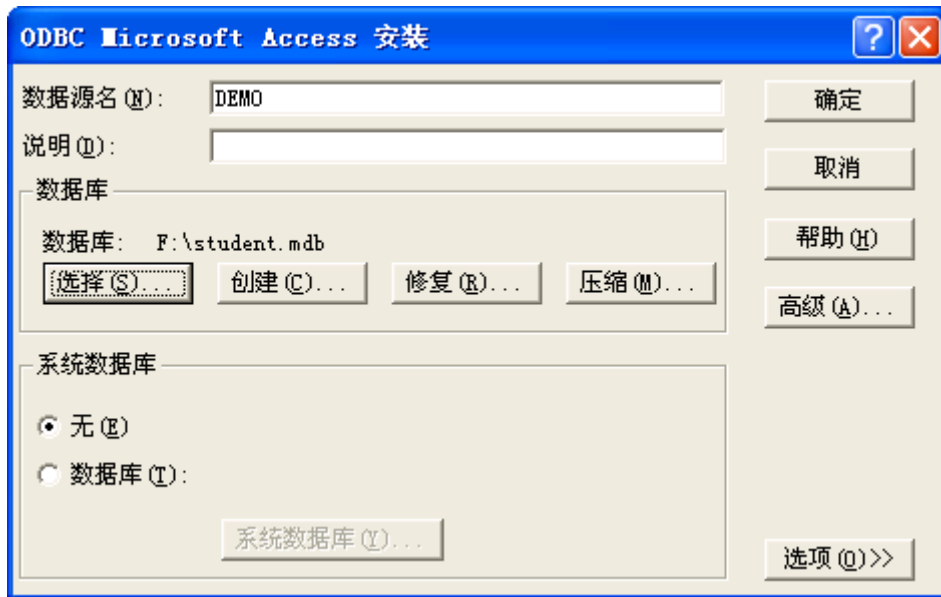 ODBC Microsoft Access 安装
数据源名(N): DEMO 确定
说明(D): 取消
数据库
数据库: F:\student.mdb 帮助(H)
选择(S)... 创建(C)... 修复(R)... 压缩(M)...
高级(A)...
系统数据库
无(E)
数据库(T):
系统数据库(Y)...
选项(O)>>